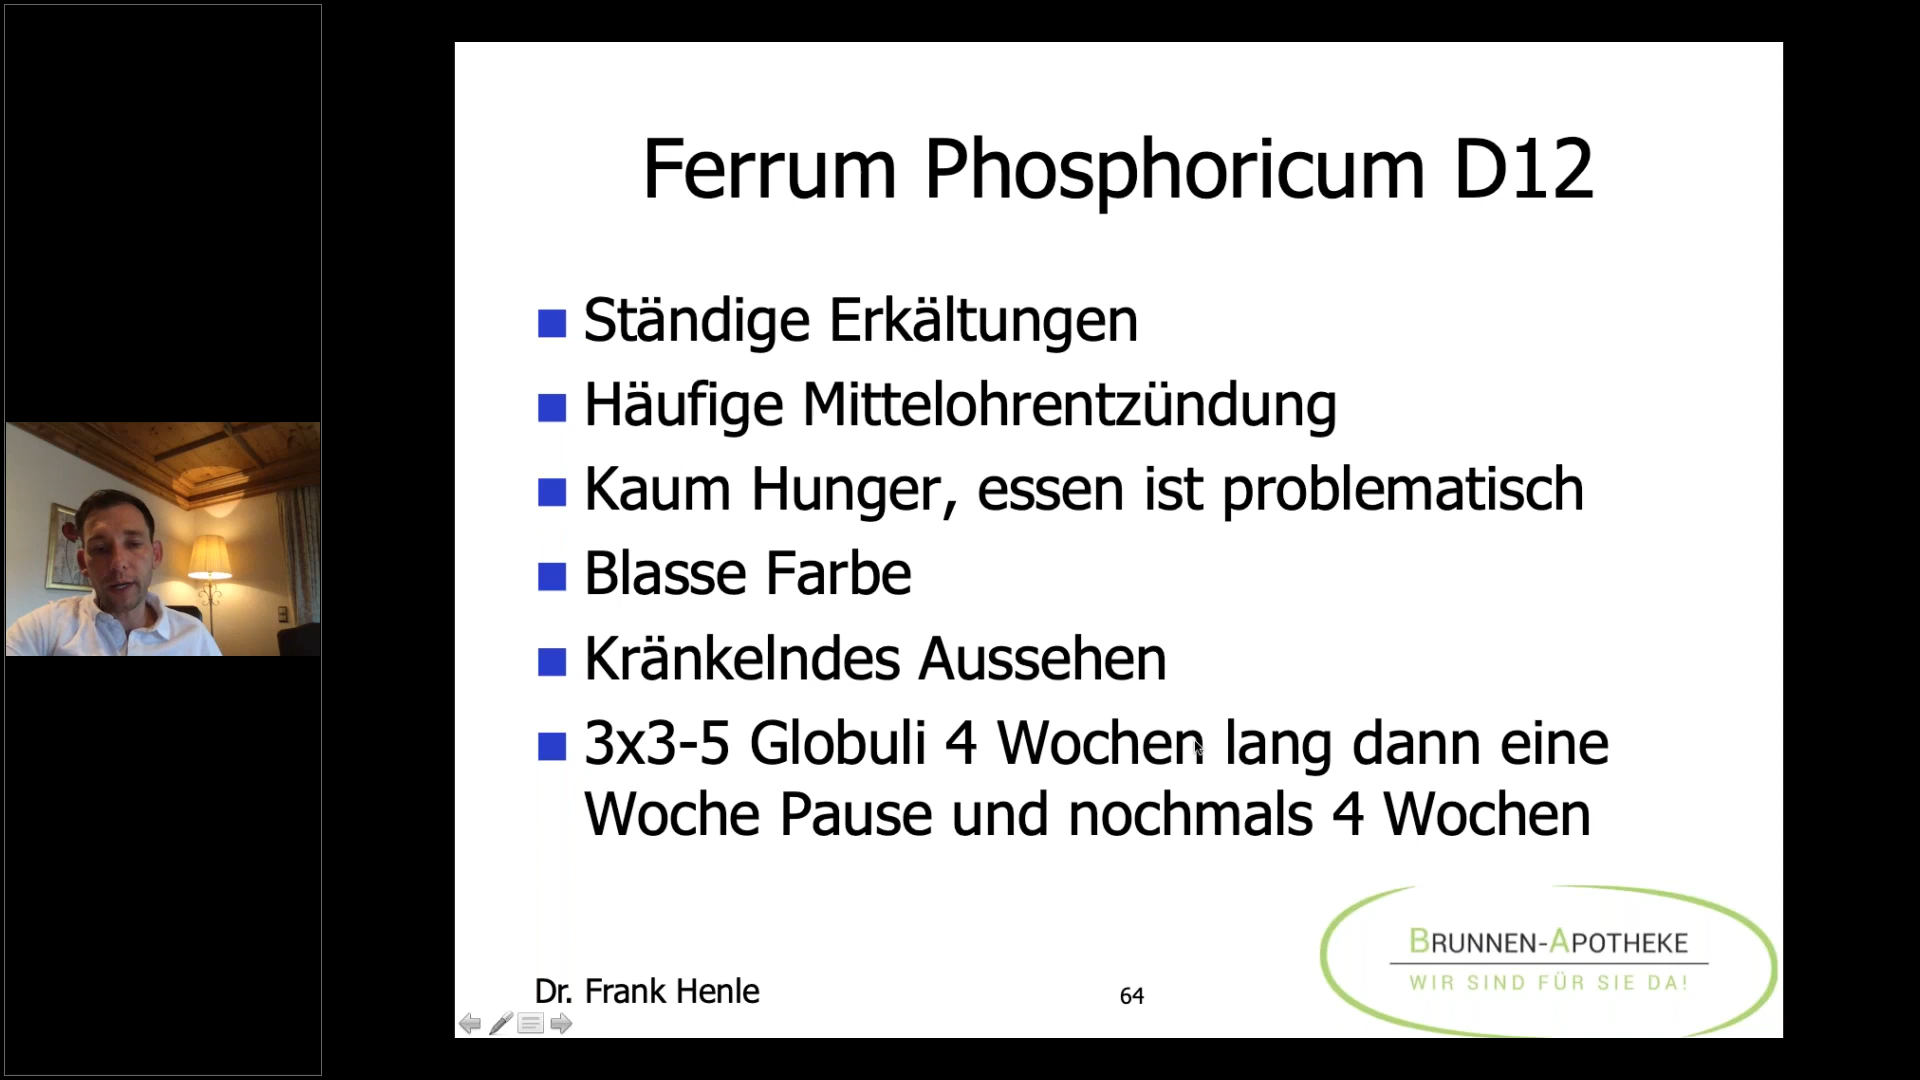 Ferrum Phosphoricum D12
Ständige Erkältungen
Häufige Mittelohrentzündung
Kaum Hunger, essen ist problematisch
Blasse Farbe
Kränkelndes Aussehen
3x3-5 Globuli 4 Wochen lang dann eine
Woche Pause und nochmals 4 Wochen
BRUNNEN-APOTHEKE
WIR SIND FÜR SIE DA!
Dr. Frank Henle
64